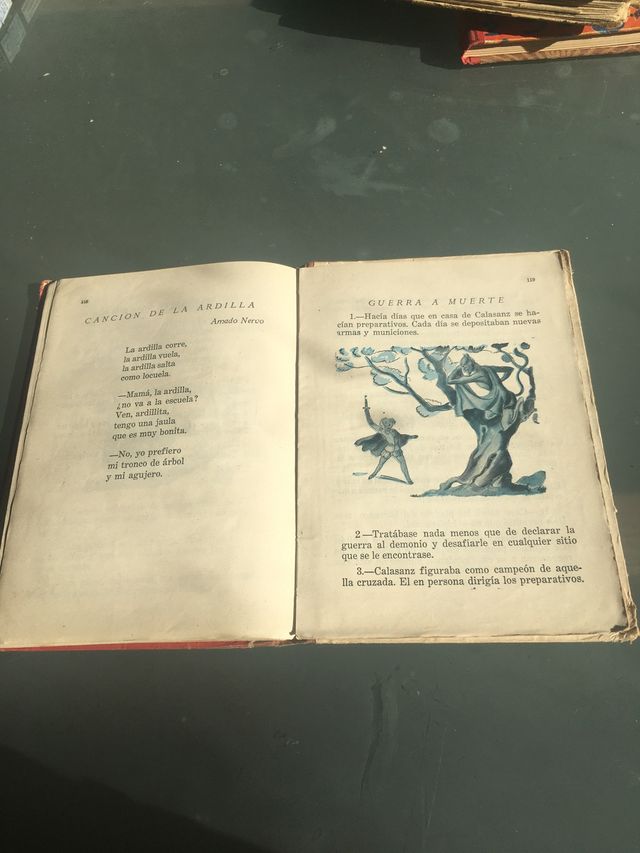 118
CANCION DE LA ARDILLA
Amado Nervo
La ardilla corre,
la ardilla vuela,
la ardilla salta
como locuela.
—Mamá, la ardilla,
¿no va a la escuela?
Ven, ardillita,
tengo una jaula
que es muy bonita.
—No, yo prefiero
mi tronco de árbol
y mi agujero.
119
GUERRA A MUERTE
1.—Hacía días que en casa de Calasanz se ha-
cían preparativos. Cada día se depositaban nuevas
armas y municiones.
2—Tratábase nada menos que de declarar la
guerra al demonio y desafiarle en cualquier sitio
que se le encontrase.
3.—Calasanz figuraba como campeón de aque-
lla cruzada. El en persona dirigía los preparativos.